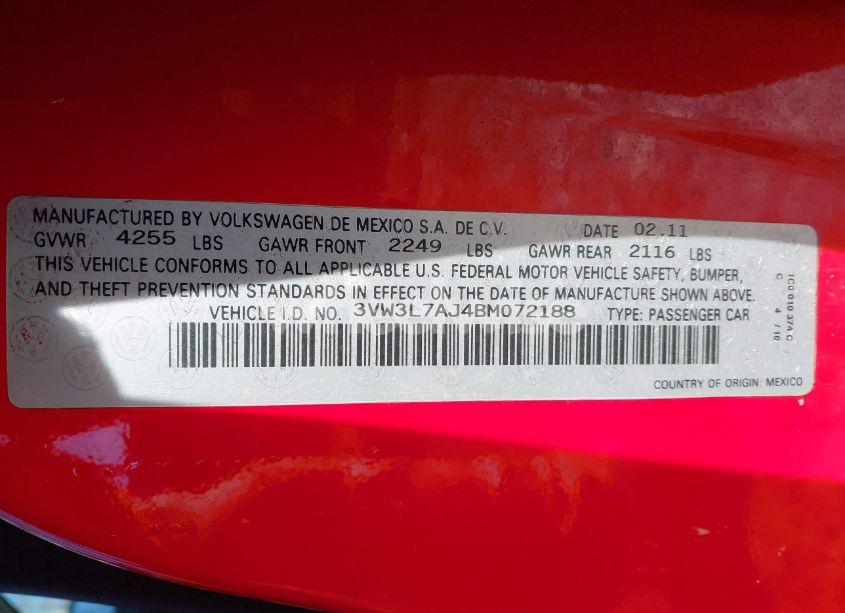 MANUFACTURED BY VOLKSWAGEN DE MEXICO S.A. DE C.V. DATE 02.11
GVWR 4255 LBS GAWR FRONT 2249 LBS GAWR REAR 2116 LBS
THIS VEHICLE CONFORMS TO ALL APPLICABLE U.S. FEDERAL MOTOR VEHICLE SAFETY, BUMPER,
AND THEFT PREVENTION STANDARDS IN EFFECT ON THE DATE OF MANUFACTURE SHOWN ABOVE.
VEHICLE I.D. NO. 3VW3L7AJ4BM072188 TYPE: PASSENGER CAR
COUNTRY OF ORIGIN: MEXICO
C 4 / 10